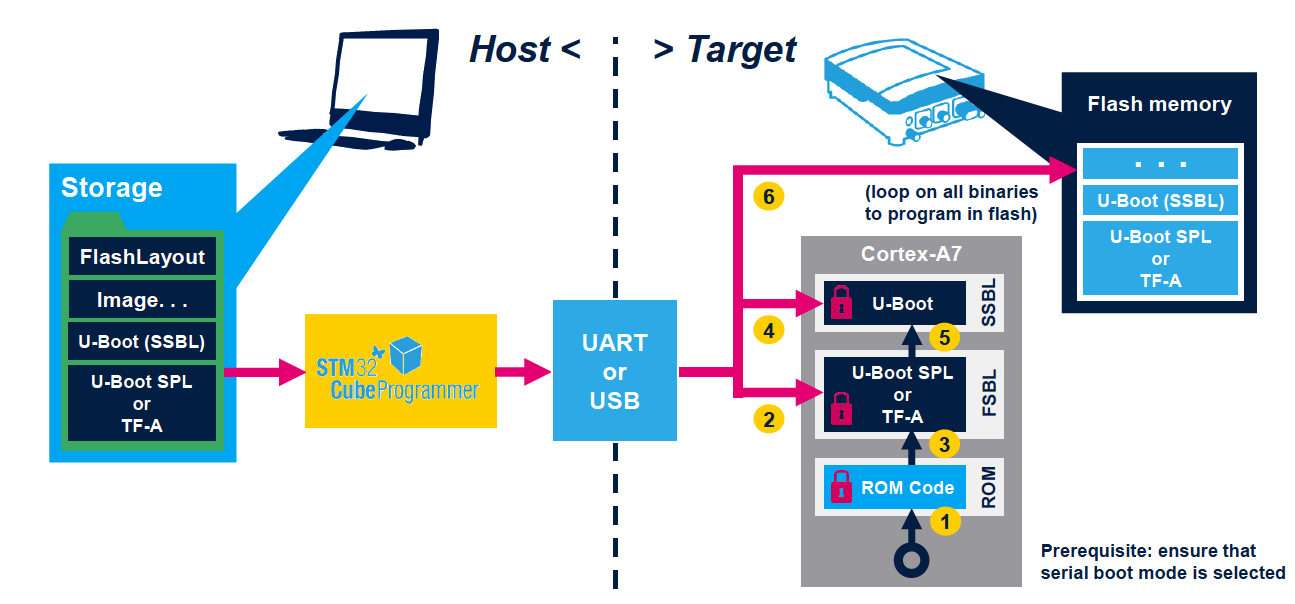 Host <
> Target
Flash memory
. . .
U-Boot (SSBL)
U-Boot SPL
or
TF-A
Storage
FlashLayout
Image. . .
U-Boot (SSBL)
U-Boot SPL
or
TF-A
STM32
CubeProgrammer
UART
or
USB
6
(loop on all binaries
to program in flash)
4
2
Cortex-A7
U-Boot
SSBL
5
U-Boot SPL
or
TF-A
FSBL
3
ROM Code
ROM
1
Prerequisite: ensure that
serial boot mode is selected